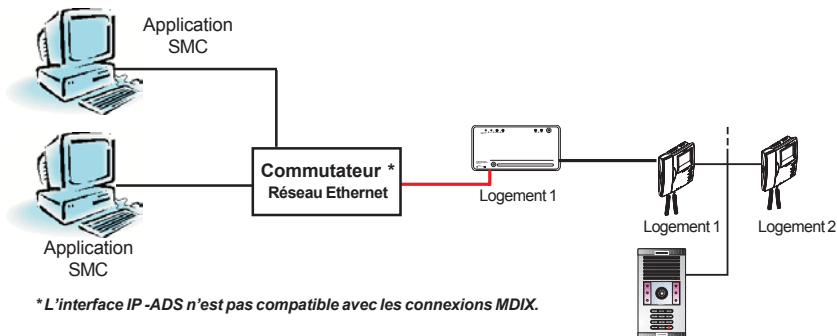 Application
SMC
Commutateur *
Réseau Ethernet
Logement 1
Logement 1
Logement 2
Application
SMC
* L'interface IP -ADS n'est pas compatible avec les connexions MDIX.